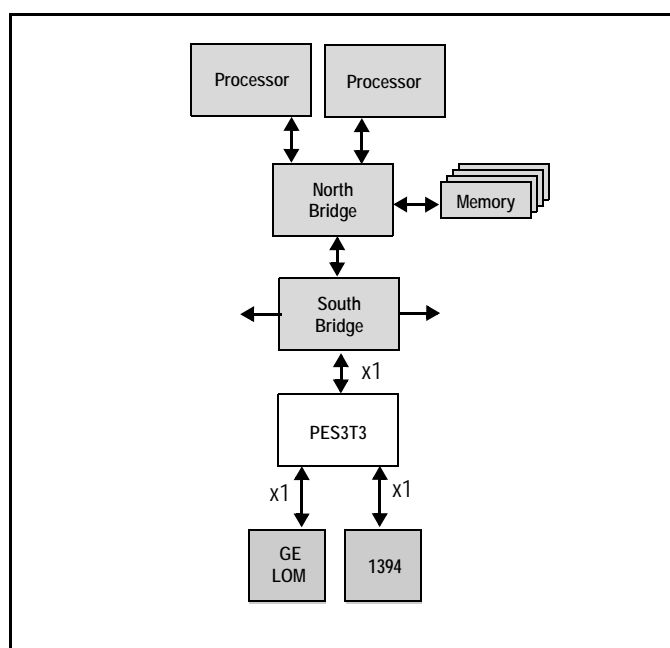 Processor
Processor
North
Bridge
Memory
South
Bridge
x1
PES3T3
x1
x1
GE
LOM
1394